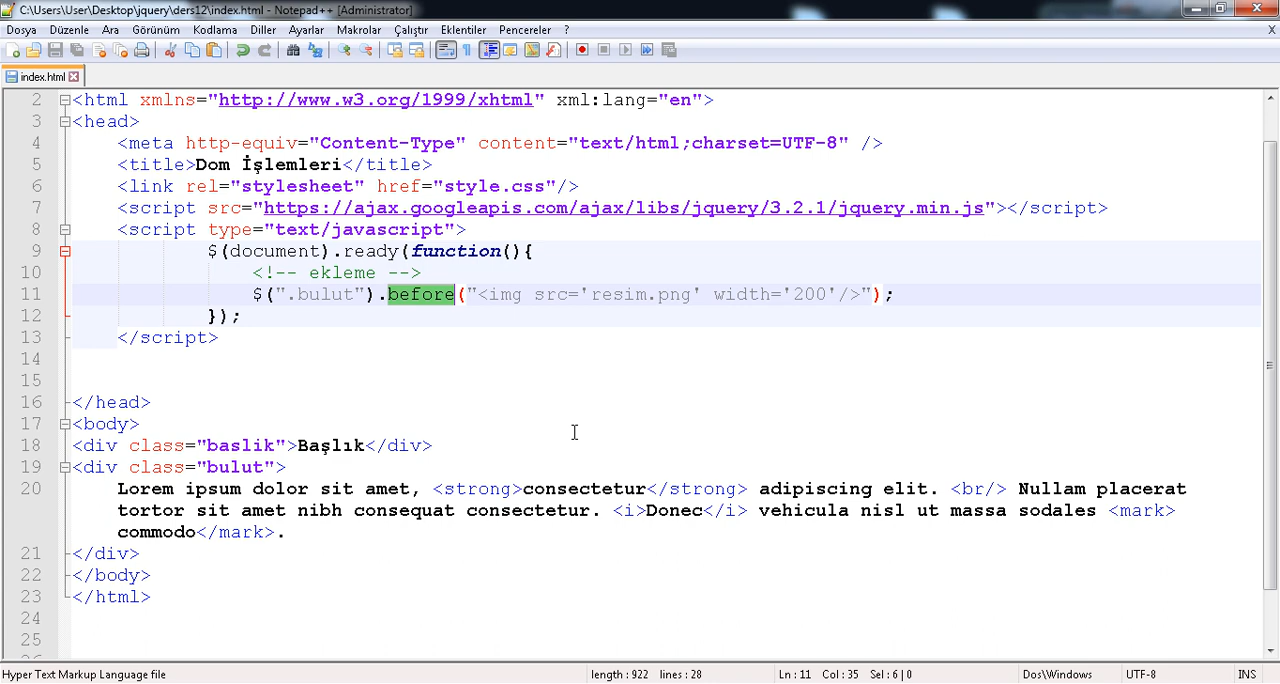 C:\Users\User\Desktop\jquery\ders12\index.html - Notepad++ [Administrator]
Dosya Düzenle Ara Görünüm Kodlama Diller Ayarlar Makrolar Çalıştır Eklentiler Pencereler ? X
index.html
2 <html xmlns="http://www.w3.org/1999/xhtml" xml:lang="en">
3 <head>
4 <meta http-equiv="Content-Type" content="text/html;charset=UTF-8" />
5 <title>Dom İşlemleri</title>
6 <link rel="stylesheet" href="style.css"/>
7 <script src="https://ajax.googleapis.com/ajax/libs/jquery/3.2.1/jquery.min.js"></script>
8 <script type="text/javascript">
9 $(document).ready(function(){
10 <!-- ekleme -->
11 $(".bulut").before("<img src='resim.png' width='200'/>");
12 });
13 </script>
14
15
16 </head>
17 <body>
18 <div class="baslik">Başlık</div>
19 <div class="bulut">
20 Lorem ipsum dolor sit amet, <strong>consectetur</strong> adipiscing elit. <br/> Nullam placerat
tortor sit amet nibh consequat consectetur. <i>Donec</i> vehicula nisl ut massa sodales <mark>
commodo</mark>.
21 </div>
22 </body>
23 </html>
24
25
Hyper Text Markup Language file length : 922 lines : 28 Ln : 11 Col : 35 Sel : 6 | 0 Dos\Windows UTF-8 INS